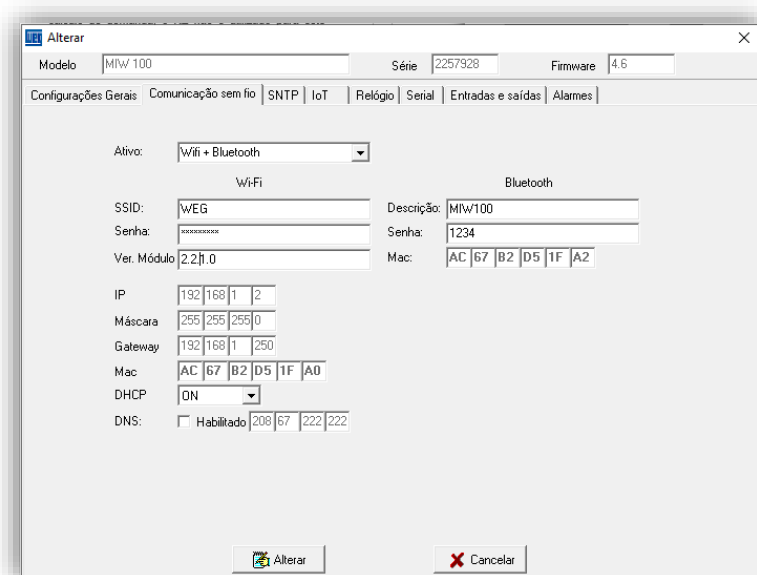 WEG Alterar
Modelo MIW 100 Série 2257928 Firmware 4.6
Configurações Gerais Comunicação sem fio SNTP IoT Relógio Serial Entradas e saídas Alarmes
Ativo: Wifi + Bluetooth
Wi-Fi Bluetooth
SSID: WEG Descrição: MIW100
Senha: ××××××××× Senha: 1234
Ver. Módulo 2.2.1.0 Mac: AC 67 B2 D5 1F A2
IP 192 168 1 2
Máscara 255 255 255 0
Gateway 192 168 1 250
Mac AC 67 B2 D5 1F A0
DHCP ON
DNS: Habilitado 208 67 222 222
Alterar Cancelar